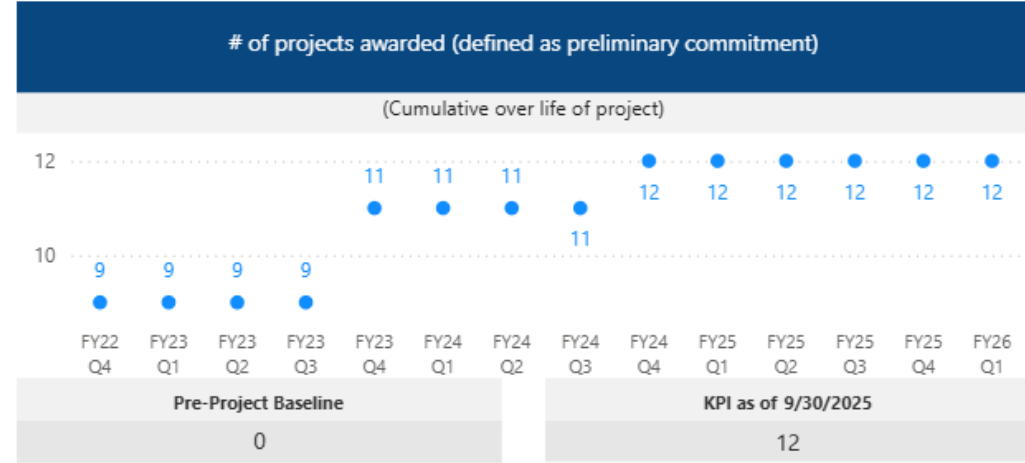 # of projects awarded (defined as preliminary commitment)
(Cumulative over life of project)
12
10
9 9 9 9 11 11 11 11 12 12 12 12 12 12
FY22 FY23 FY23 FY23 FY23 FY24 FY24 FY24 FY24 FY25 FY25 FY25 FY25 FY26
Q4 Q1 Q2 Q3 Q4 Q1 Q2 Q3 Q4 Q1 Q2 Q3 Q4 Q1
Pre-Project Baseline KPI as of 9/30/2025
0 12